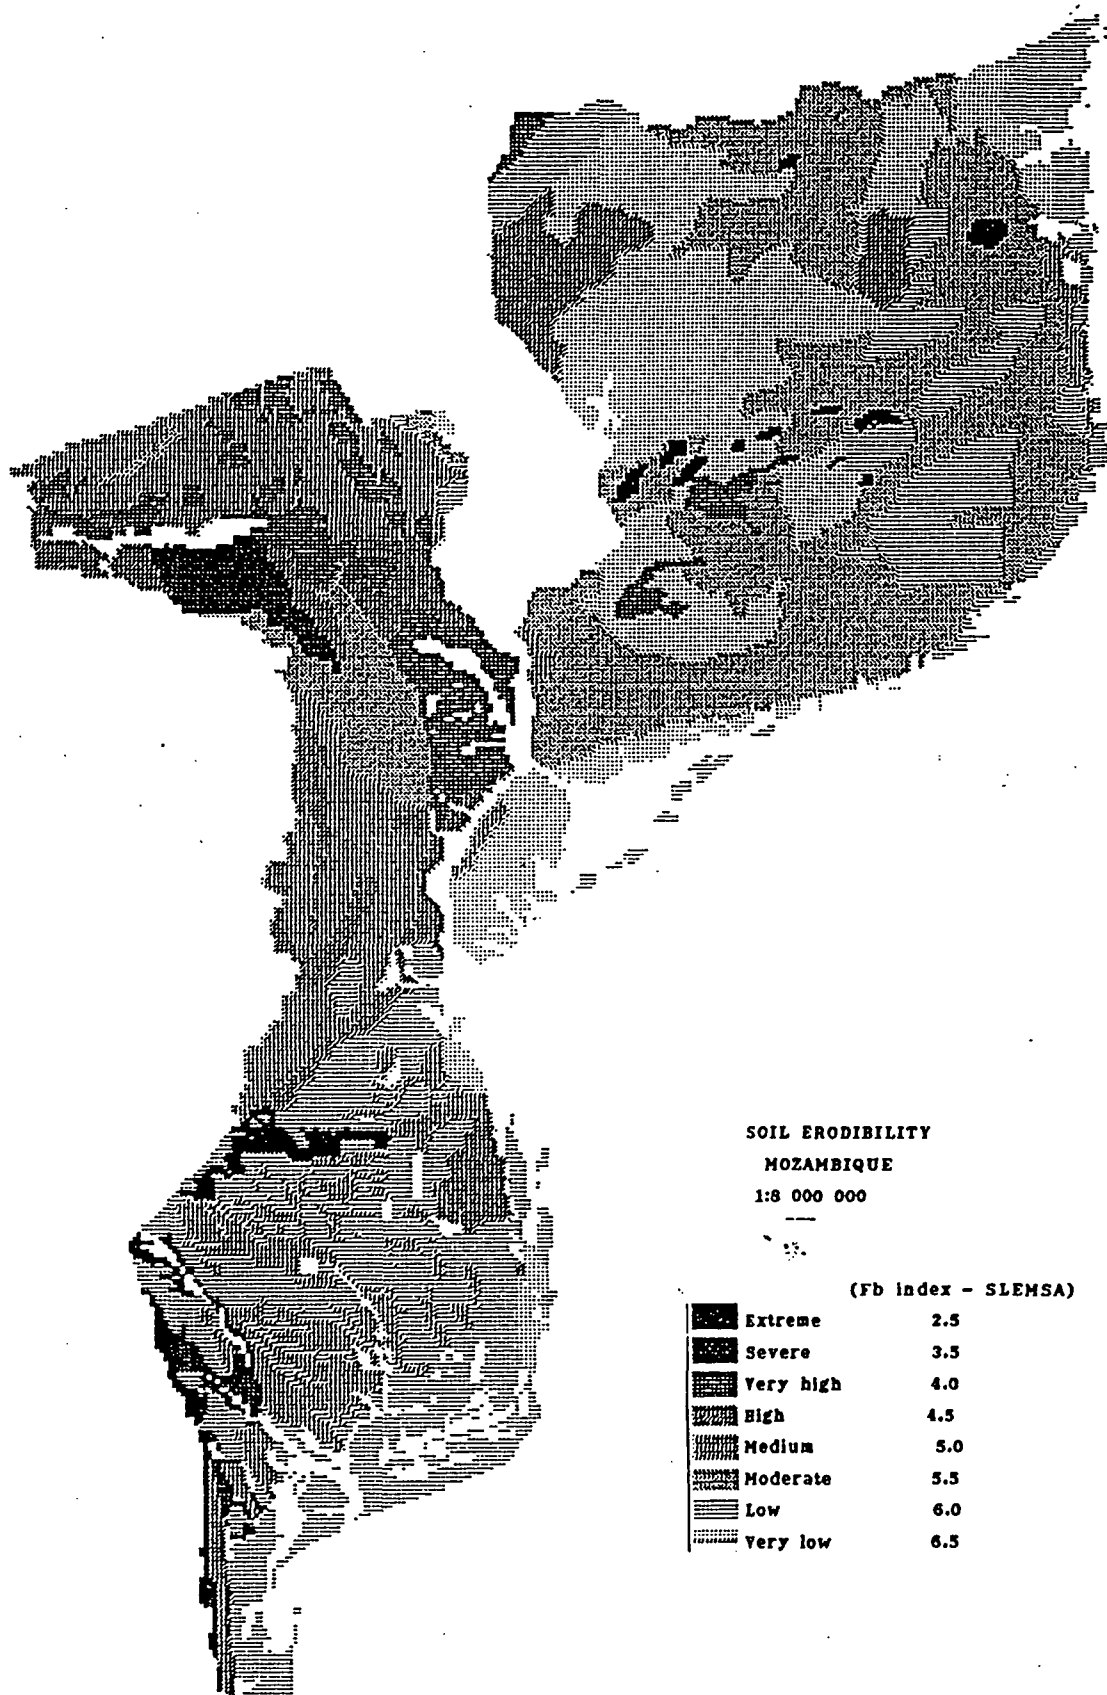 SOIL ERODIBILITY
MOZAMBIQUE
1:8 000 000
(Fb index - SLEMSA)
Extreme 2.5
Severe 3.5
Very high 4.0
High 4.5
Medium 5.0
Moderate 5.5
Low 6.0
Very low 6.5